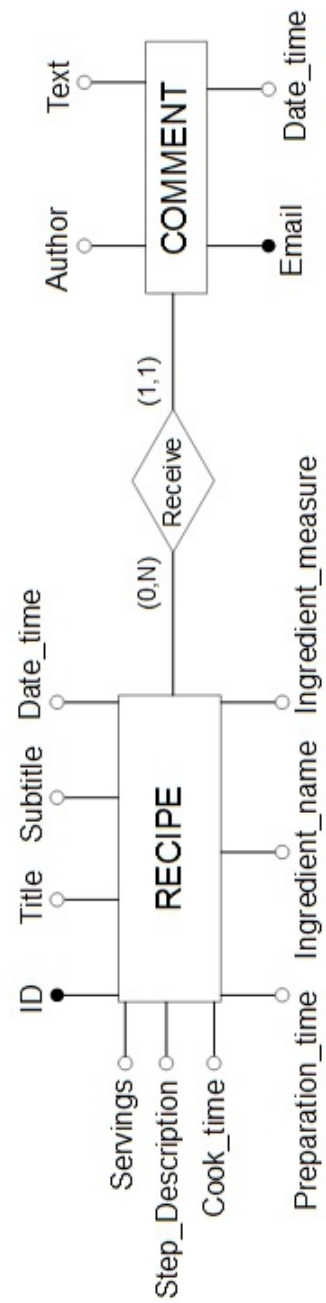 ID
Title
Subtitle
Date_time
Servings
Step_Description
Cook_time
RECIPE
Preparation_time
Ingredient_name
Ingredient_measure
(0,N)
Receive
(1,1)
Author
Text
COMMENT
Email
Date_time